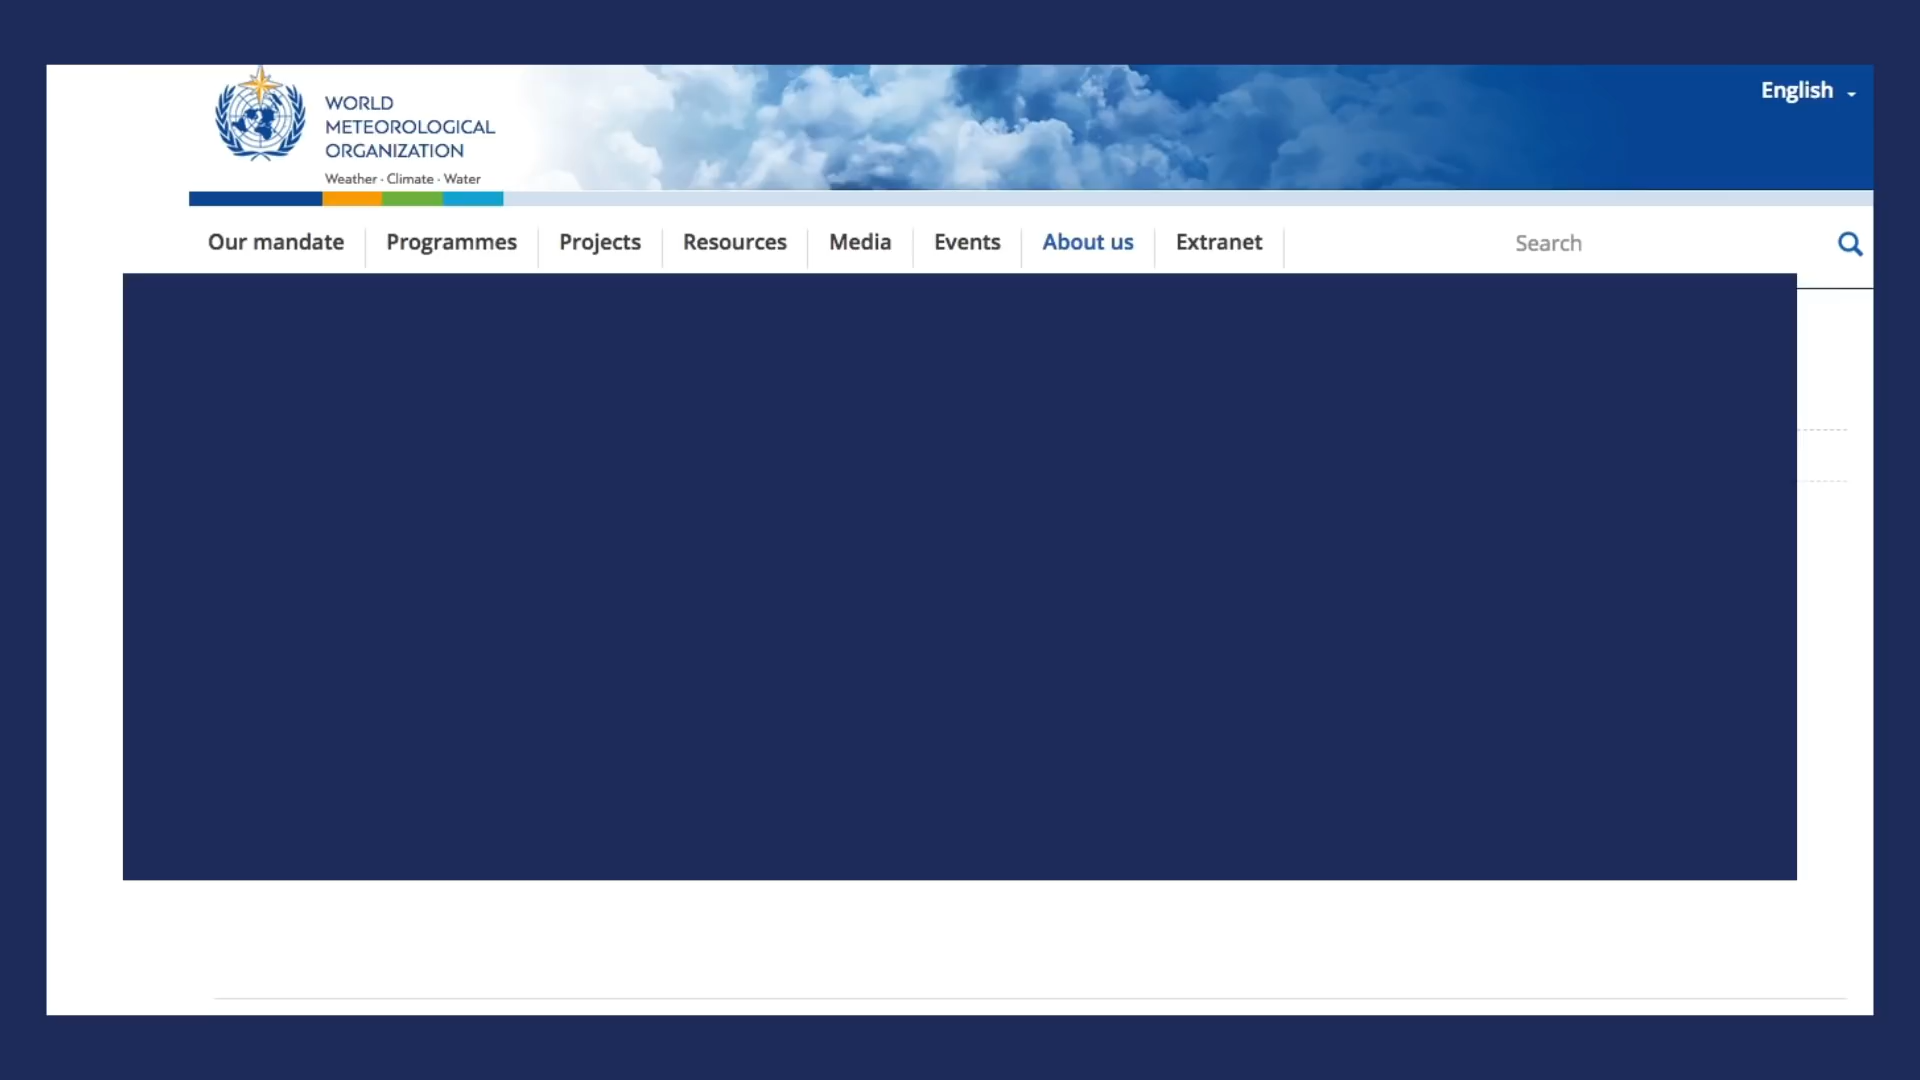 WORLD
METEOROLOGICAL
ORGANIZATION
Weather · Climate · Water
English
Our mandate
Programmes
Projects
Resources
Media
Events
About us
Extranet
Search